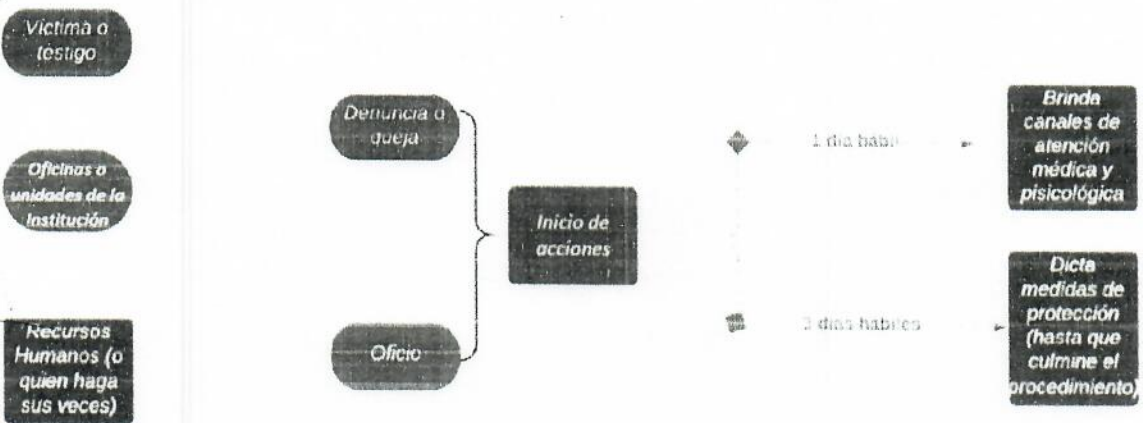 Víctima o
testigo
Oficinas o
unidades de la
Institución
Recursos
Humanos (o
quien haga
sus veces)
Denuncia o
queja
Oficio
Inicio de
acciones
1 día hábil
3 días hábiles
Brinda
canales de
atención
médica y
pisicológica
Dicta
medidas de
protección
(hasta que
culmine el
procedimiento)